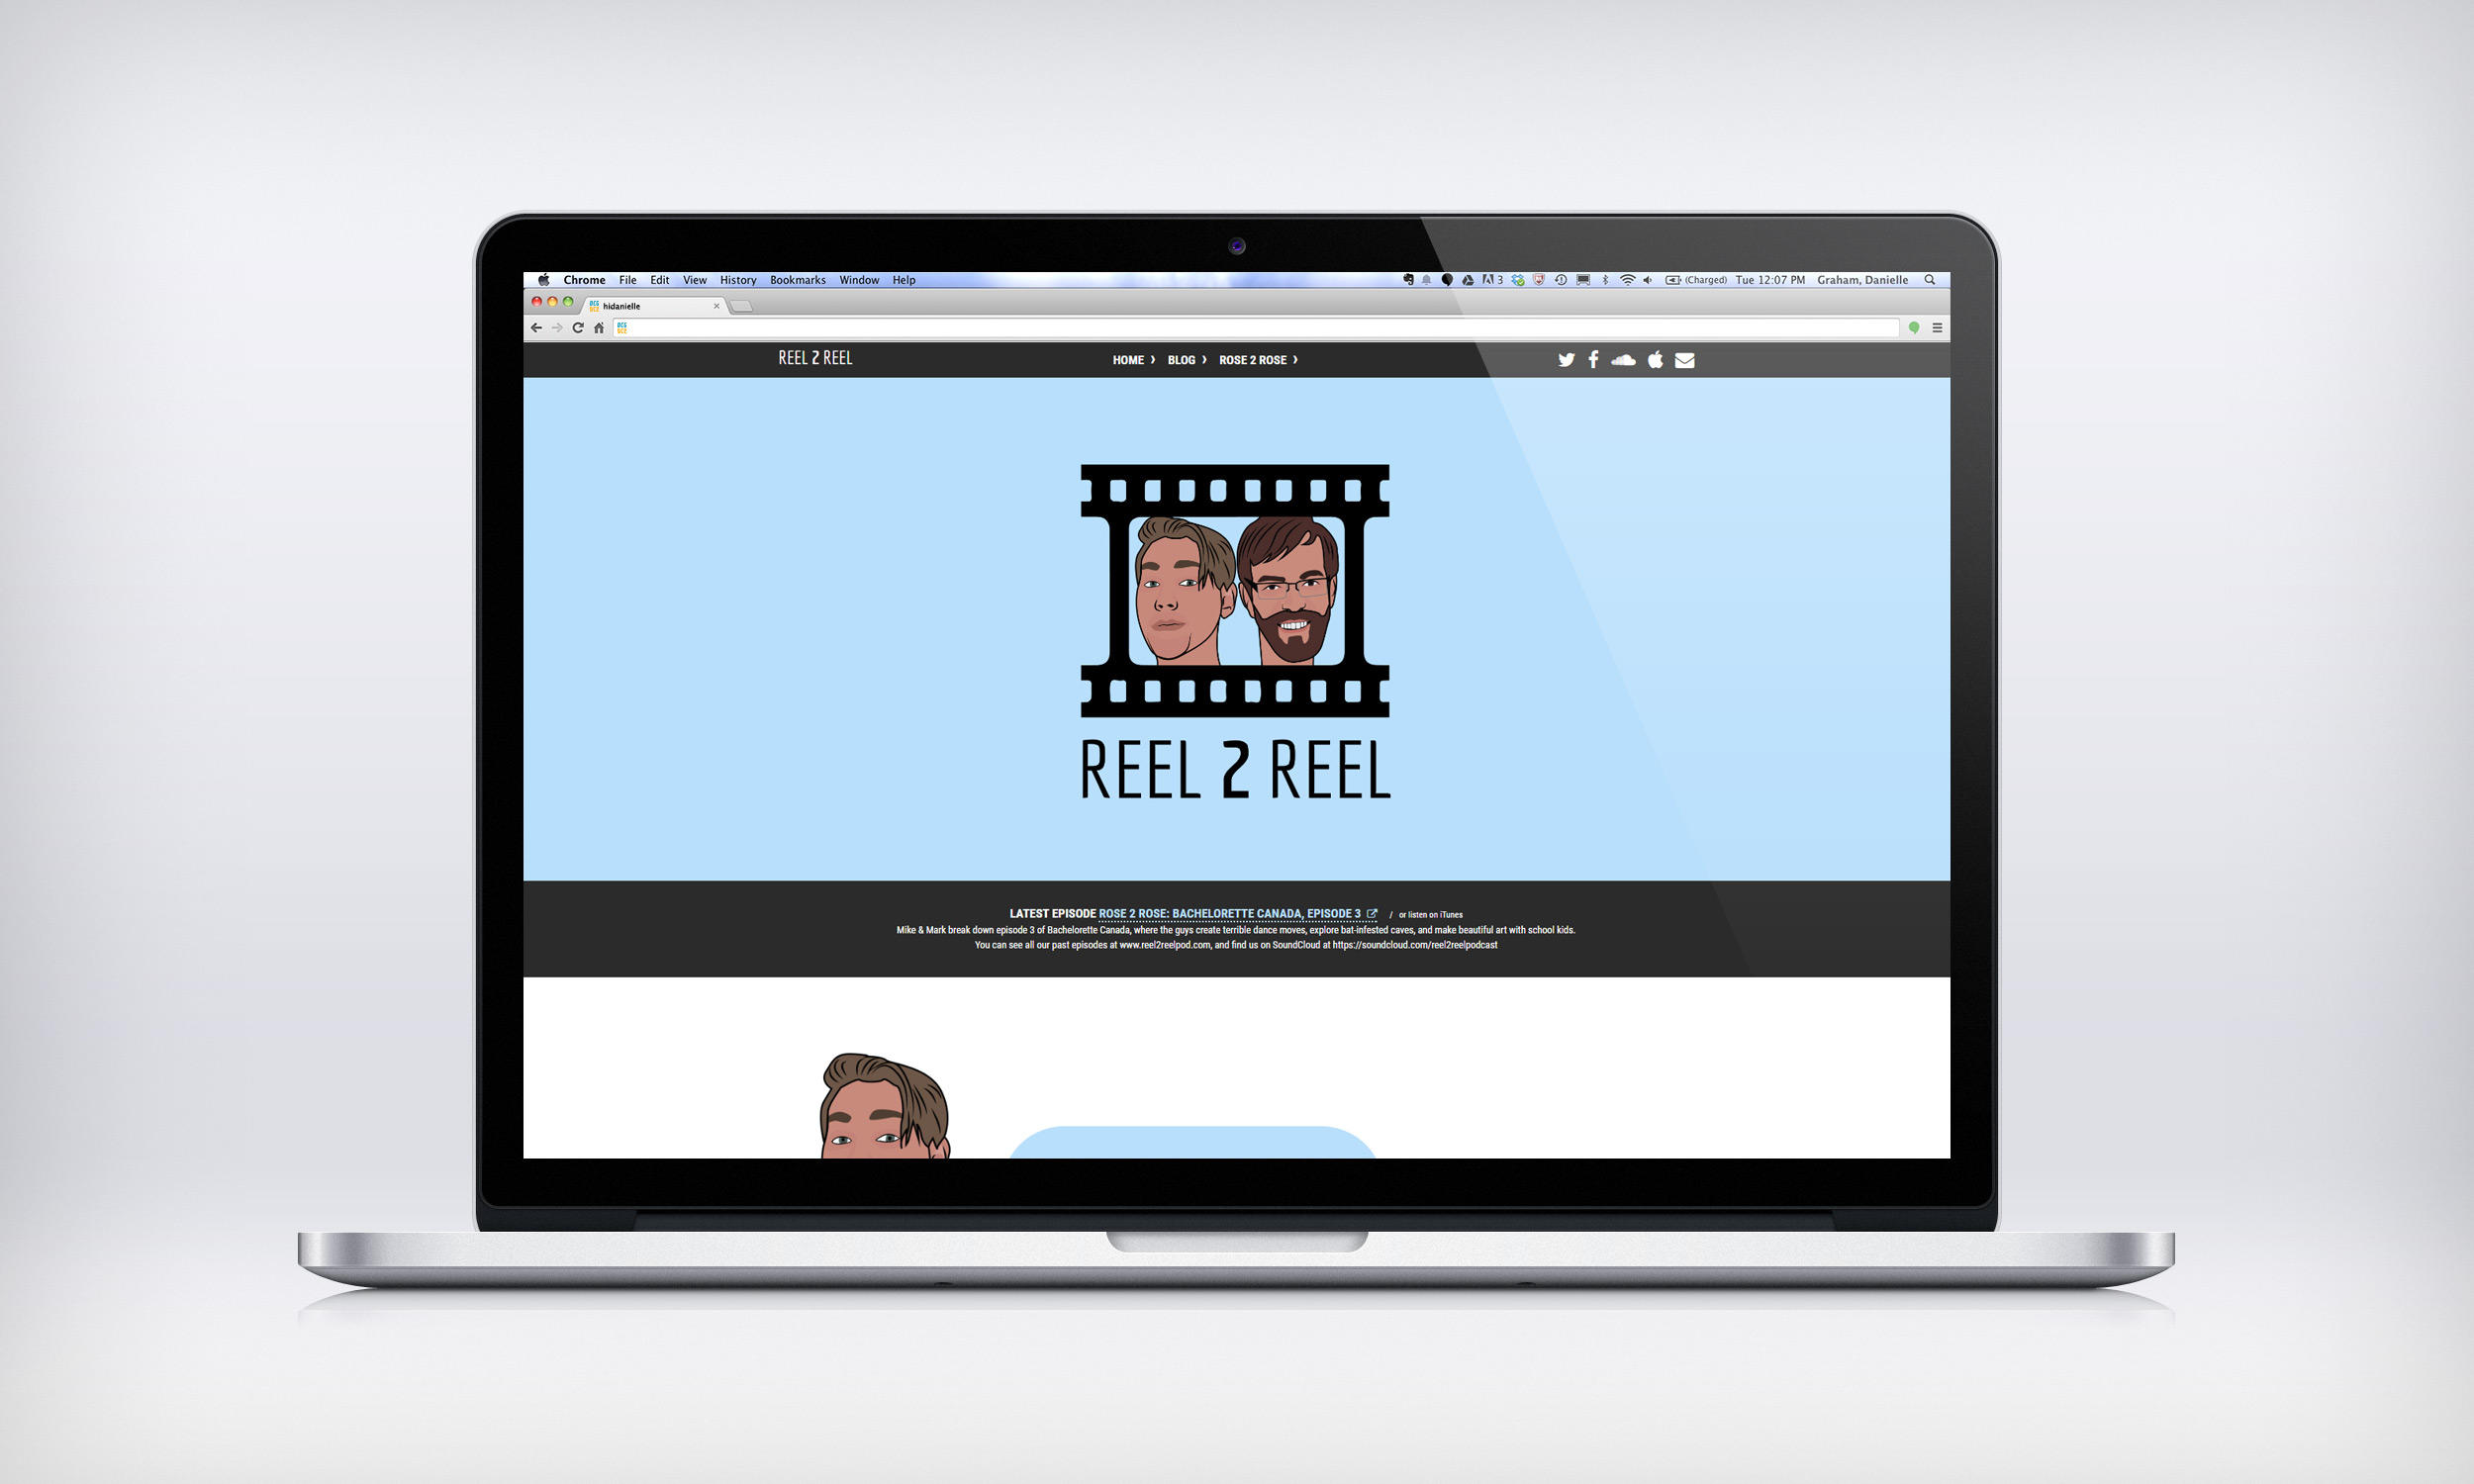 Chrome File Edit View History Bookmarks Window Help 3 (Charged) Tue 12:07 PM Graham, Danielle
hidanielle
REEL 2 REEL HOME › BLOG › ROSE 2 ROSE ›
REEL 2 REEL
LATEST EPISODE ROSE 2 ROSE: BACHELORETTE CANADA, EPISODE 3 / or listen on iTunes
Mike & Mark break down episode 3 of Bachelorette Canada, where the guys create terrible dance moves, explore bat-infested caves, and make beautiful art with school kids.
You can see all our past episodes at www.reel2reelpod.com, and find us on SoundCloud at https://soundcloud.com/reel2reelpodcast